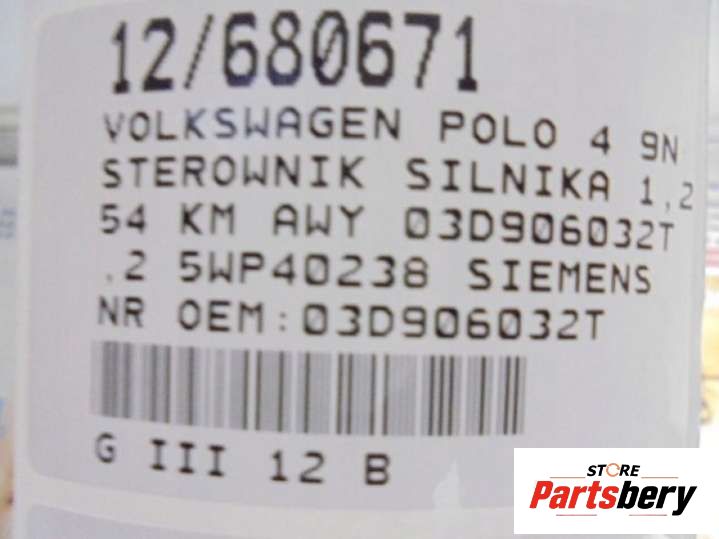 12/680671
VOLKSWAGEN POLO 4 9N
STEROWNIK SILNIKA 1,2
54 KM AWY 03D906032T
.2 5WP40238 SIEMENS
NR OEM:03D906032T
G III 12 B
STORE
Partsbery